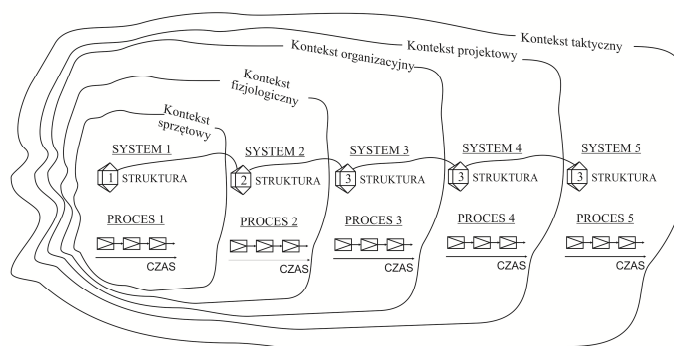 Kontekst taktyczny
Kontekst projektowy
Kontekst organizacyjny
Kontekst
fizjologiczny
Kontekst
sprzętowy
SYSTEM 1 SYSTEM 2 SYSTEM 3 SYSTEM 4 SYSTEM 5
1 STRUKTURA 2 STRUKTURA 3 STRUKTURA 3 STRUKTURA 3 STRUKTURA
PROCES 1 PROCES 2 PROCES 3 PROCES 4 PROCES 5
CZAS CZAS CZAS CZAS CZAS